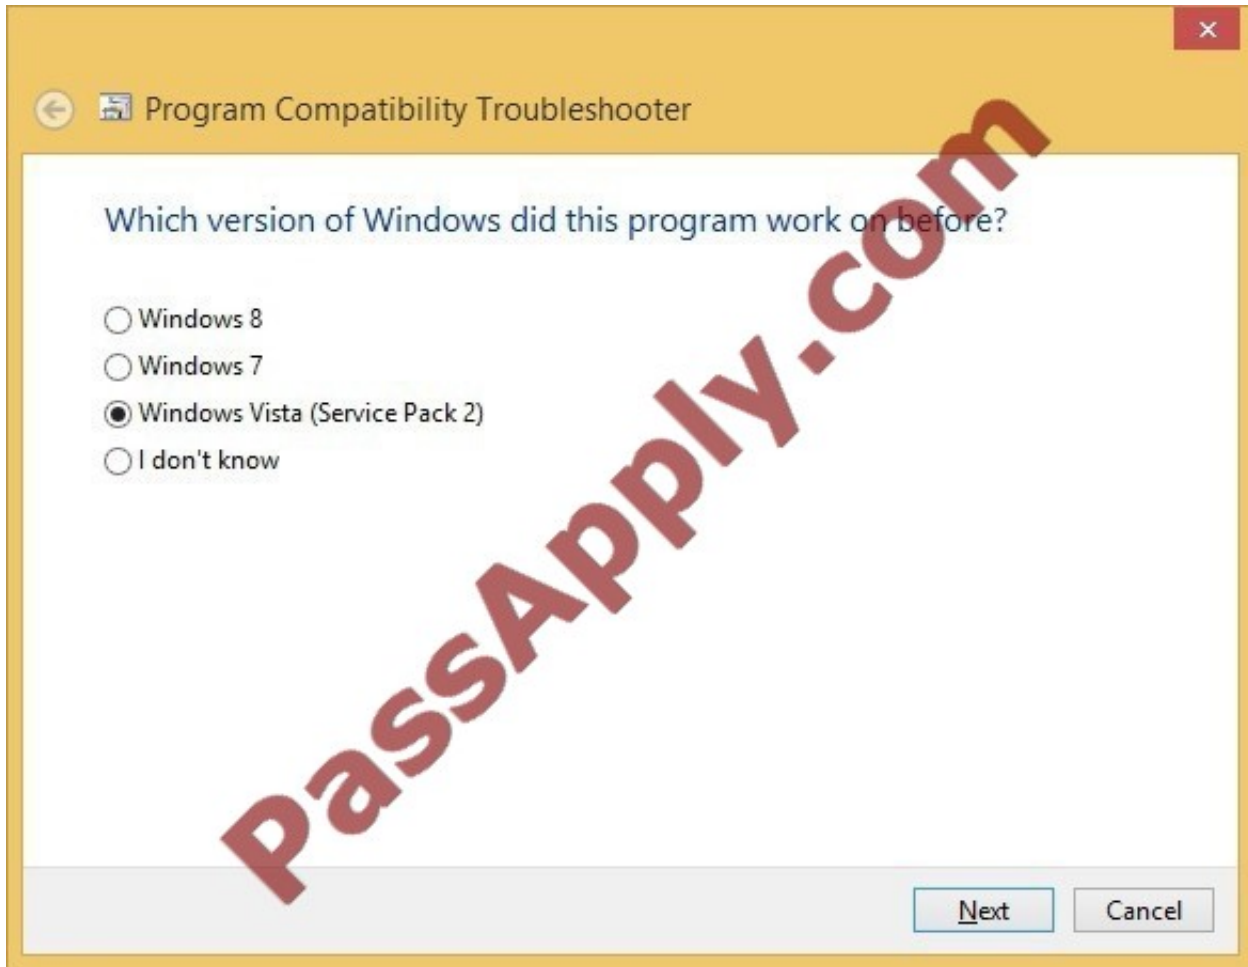 Program Compatibility Troubleshooter
Which version of Windows did this program work on before?
Windows 8
Windows 7
Windows Vista (Service Pack 2)
I don't know
PassApply.com
Next
Cancel